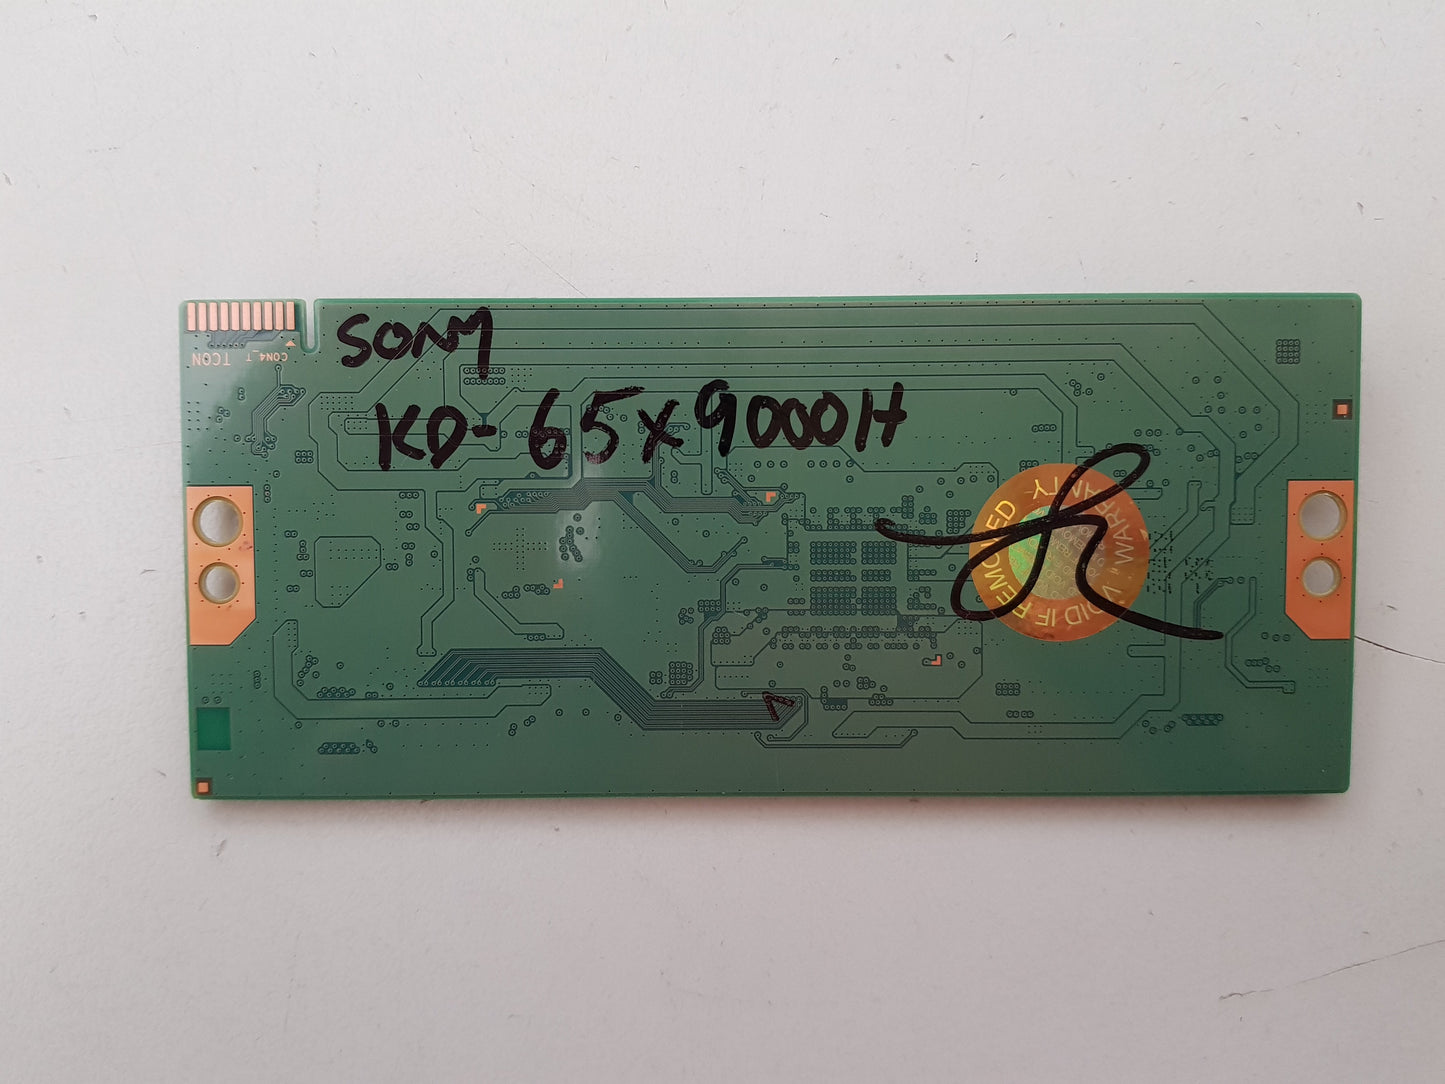 SONY
KD-65X9000H
TCON
CON4_T
WARRANTY VOID IF REMOVED